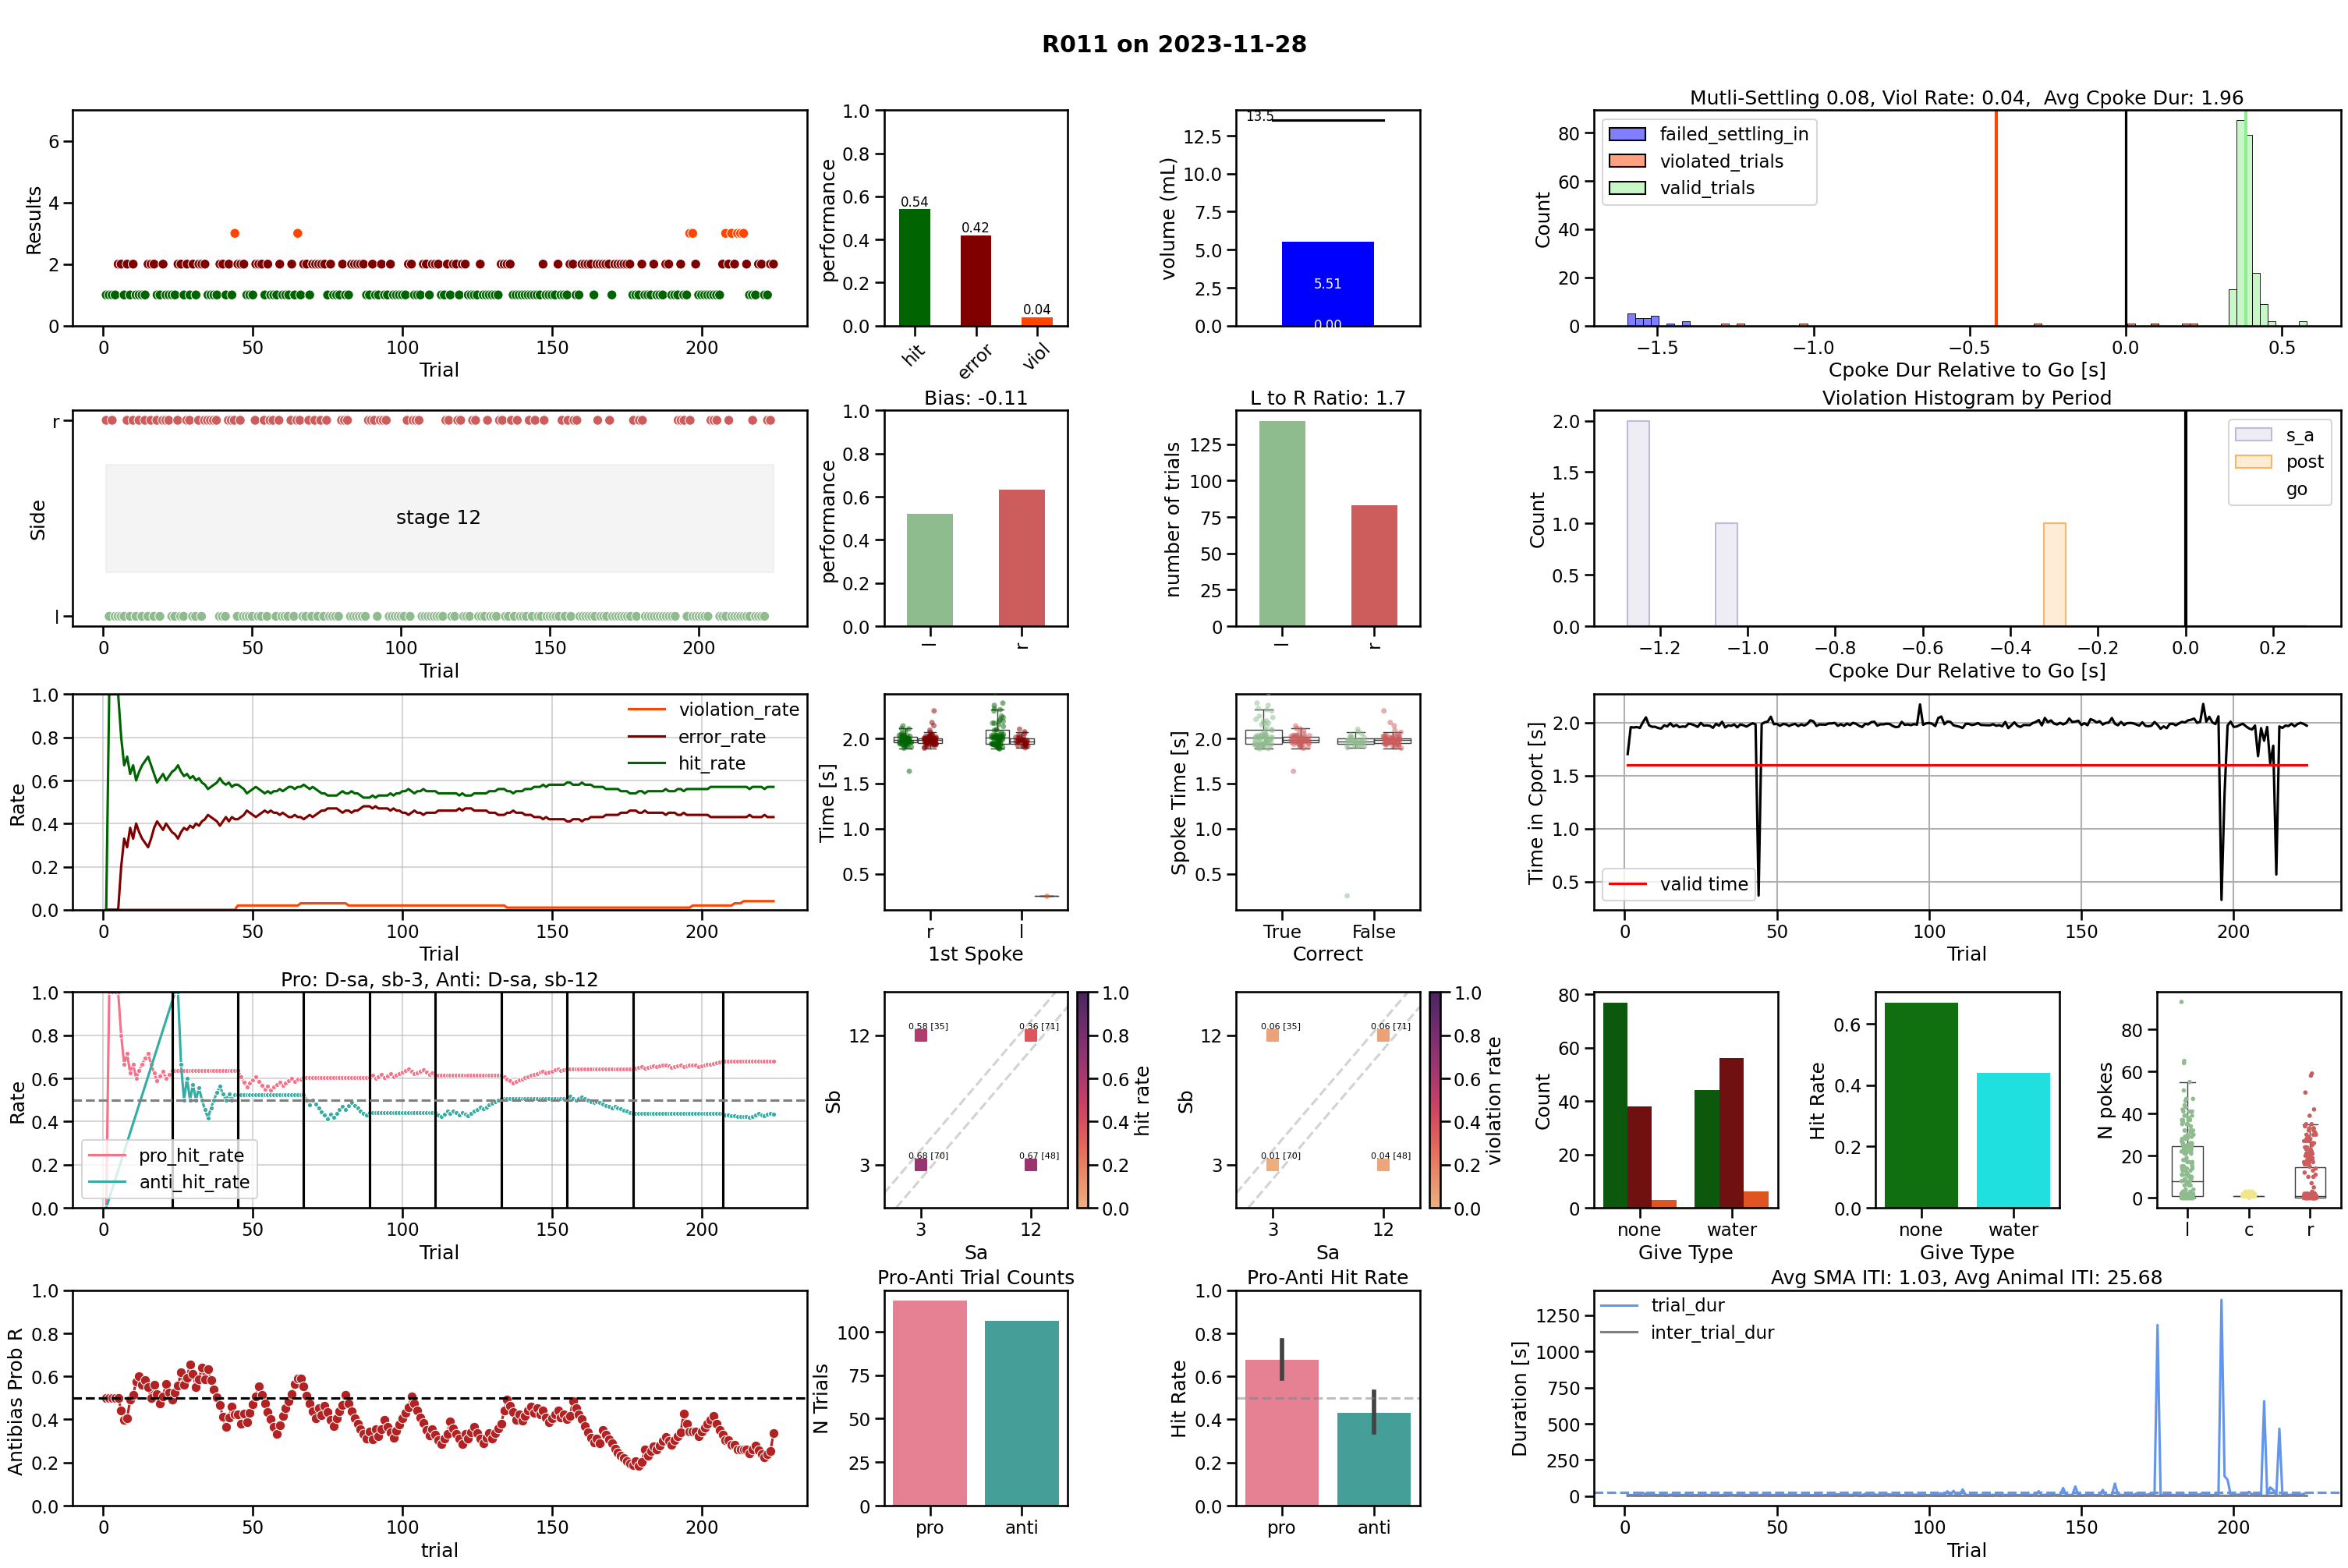 R011 on 2023-11-28
Results
0
2
4
6
0
50
100
150
200
Trial
performance
0.0
0.2
0.4
0.6
0.8
1.0
0.54
0.42
0.04
hit
error
viol
volume (mL)
0.0
2.5
5.0
7.5
10.0
12.5
13.5
5.51
0.00
Mutli-Settling 0.08, Viol Rate: 0.04,  Avg Cpoke Dur: 1.96
failed_settling_in
violated_trials
valid_trials
Count
0
20
40
60
80
−1.5
−1.0
−0.5
0.0
0.5
Cpoke Dur Relative to Go [s]
Side
r
l
stage 12
0
50
100
150
200
Trial
Bias: -0.11
performance
0.0
0.2
0.4
0.6
0.8
1.0
l
r
L to R Ratio: 1.7
number of trials
0
25
50
75
100
125
l
r
Violation Histogram by Period
s_a
post
go
Count
0.0
0.5
1.0
1.5
2.0
−1.2
−1.0
−0.8
−0.6
−0.4
−0.2
0.0
0.2
Cpoke Dur Relative to Go [s]
Rate
0.0
0.2
0.4
0.6
0.8
1.0
violation_rate
error_rate
hit_rate
0
50
100
150
200
Trial
Time [s]
0.5
1.0
1.5
2.0
r
l
1st Spoke
Spoke Time [s]
0.5
1.0
1.5
2.0
True
False
Correct
Time in Cport [s]
0.5
1.0
1.5
2.0
valid time
0
50
100
150
200
Trial
Pro: D-sa, sb-3, Anti: D-sa, sb-12
Rate
0.0
0.2
0.4
0.6
0.8
1.0
pro_hit_rate
anti_hit_rate
0
50
100
150
200
Trial
Sb
12
3
0.58 [35]
0.36 [71]
0.68 [70]
0.67 [48]
3
12
Sa
hit rate
0.0
0.2
0.4
0.6
0.8
1.0
Sb
12
3
0.06 [35]
0.06 [71]
0.01 [70]
0.04 [48]
3
12
Sa
violation rate
0.0
0.2
0.4
0.6
0.8
1.0
Count
0
20
40
60
80
none
water
Give Type
Hit Rate
0.0
0.2
0.4
0.6
none
water
Give Type
N pokes
0
20
40
60
80
l
c
r
Antibias Prob R
0.0
0.2
0.4
0.6
0.8
1.0
0
50
100
150
200
trial
Pro-Anti Trial Counts
N Trials
0
25
50
75
100
pro
anti
Pro-Anti Hit Rate
Hit Rate
0.0
0.2
0.4
0.6
0.8
1.0
pro
anti
Avg SMA ITI: 1.03, Avg Animal ITI: 25.68
trial_dur
inter_trial_dur
Duration [s]
0
250
500
750
1000
1250
0
50
100
150
200
Trial